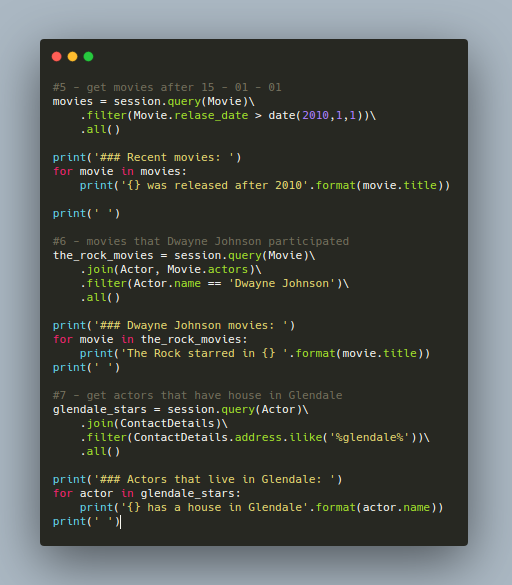 #5 - get movies after 15 - 01 - 01
movies = session.query(Movie)\
    .filter(Movie.relase_date > date(2010,1,1))\
    .all()

print('### Recent movies: ')
for movie in movies:
    print('{} was released after 2010'.format(movie.title))

print(' ')

#6 - movies that Dwayne Johnson participated
the_rock_movies = session.query(Movie)\
    .join(Actor, Movie.actors)\
    .filter(Actor.name == 'Dwayne Johnson')\
    .all()

print('### Dwayne Johnson movies: ')
for movie in the_rock_movies:
    print('The Rock starred in {} '.format(movie.title))
print(' ')

#7 - get actors that have house in Glendale
glendale_stars = session.query(Actor)\
    .join(ContactDetails)\
    .filter(ContactDetails.address.ilike('%glendale%'))\
    .all()

print('### Actors that live in Glendale: ')
for actor in glendale_stars:
    print('{} has a house in Glendale'.format(actor.name))
print(' ')